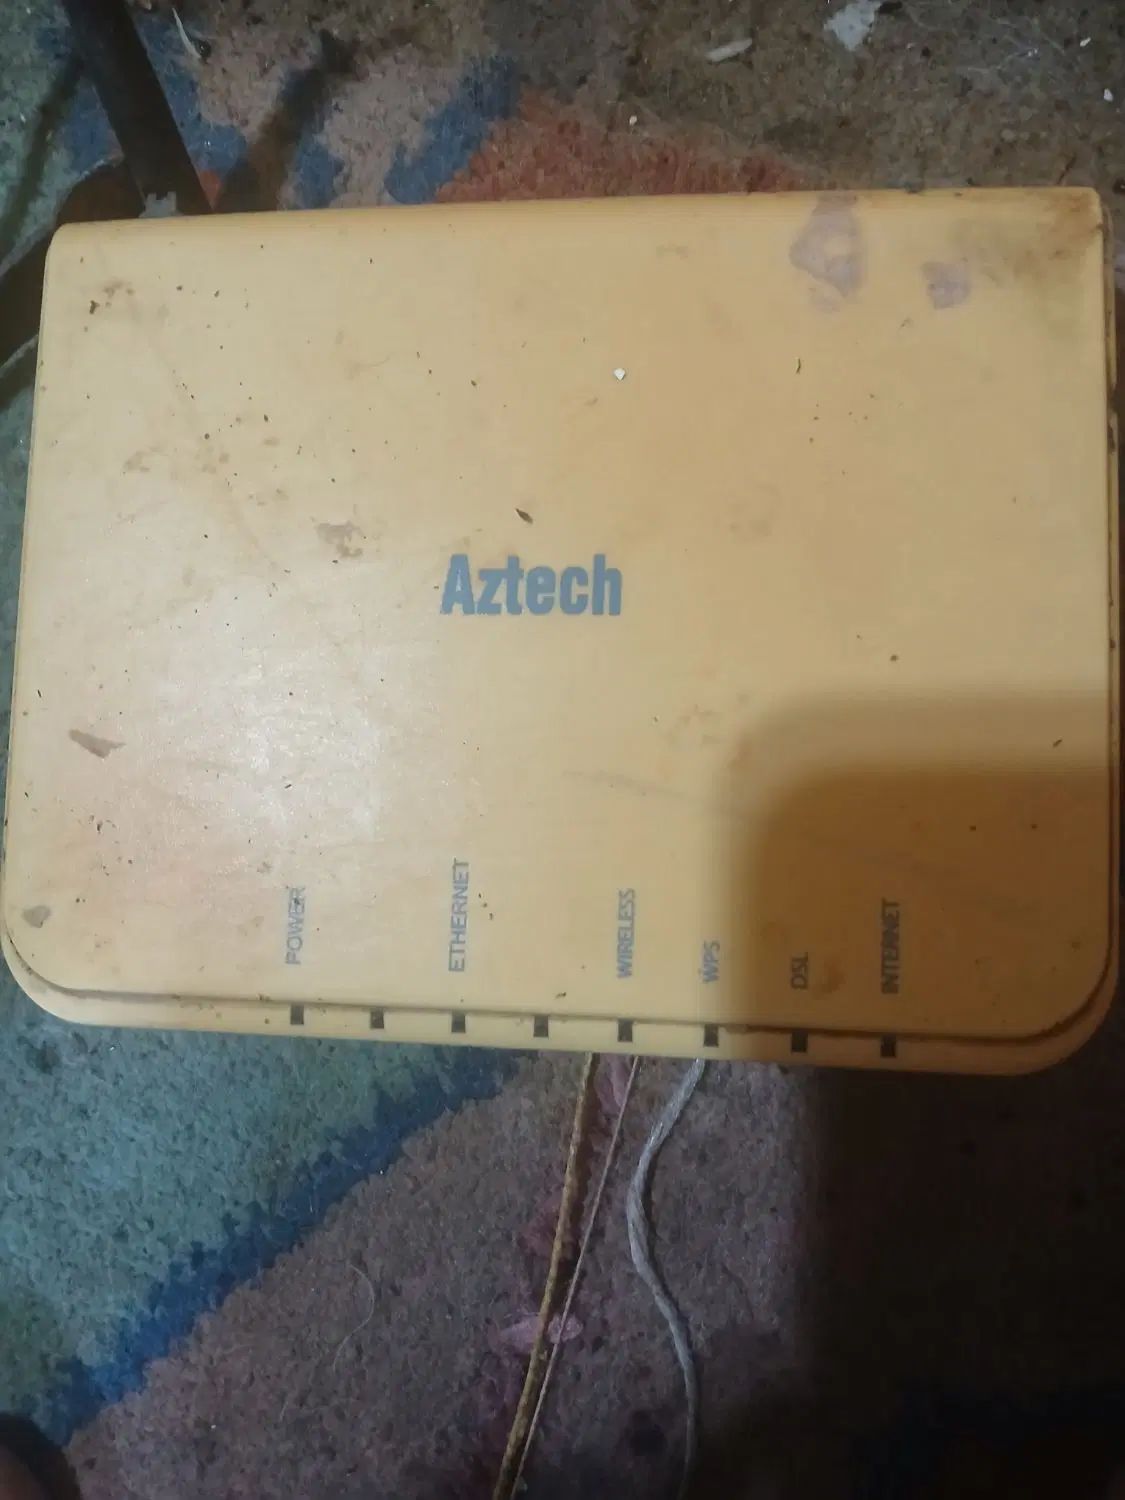 Aztech
POWER
ETHERNET
WIRELESS
WPS
DSL
INTERNET